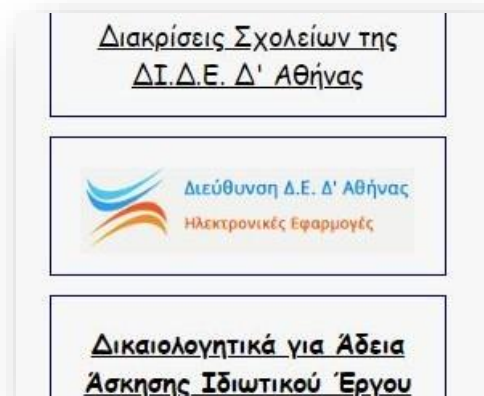 Διακρίσεις Σχολείων της
ΔΙ.Δ.Ε. Δ' Αθήνας
Διεύθυνση Δ.Ε. Δ' Αθήνας
Ηλεκτρονικές Εφαρμογές
Δικαιολογητικά για Άδεια
Άσκησης Ιδιωτικού Έργου